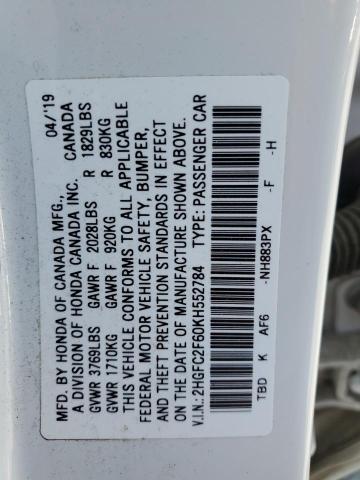 MFD. BY HONDA OF CANADA MFG., 04/'19
A DIVISION OF HONDA CANADA INC. CANADA
GVWR 3769LBS GAWR F 2028LBS R 1829LBS
GVWR 1710KG GAWR F 920KG R 830KG
THIS VEHICLE CONFORMS TO ALL APPLICABLE
FEDERAL MOTOR VEHICLE SAFETY, BUMPER,
AND THEFT PREVENTION STANDARDS IN EFFECT
ON THE DATE OF MANUFACTURE SHOWN ABOVE.
V.I.N.: 2HGFC2F60KH552784 TYPE: PASSENGER CAR
TBD K AF6 -NH883PX -F -H